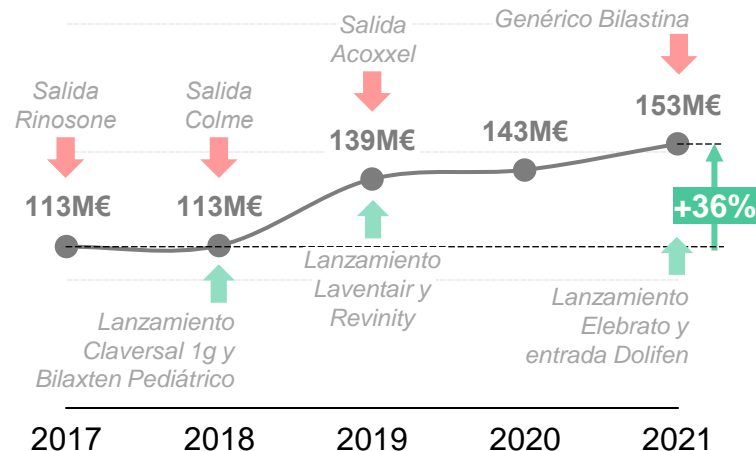 Salida
Rinosone
Salida
Colme
Salida
Acoxxel
Genérico Bilastina
113M€
113M€
139M€
143M€
153M€
+36%
Lanzamiento
Claversal 1g y
Bilaxten Pediátrico
Lanzamiento
Laventair y
Revinity
Lanzamiento
Elebrato y
entrada Dolifen
2017
2018
2019
2020
2021